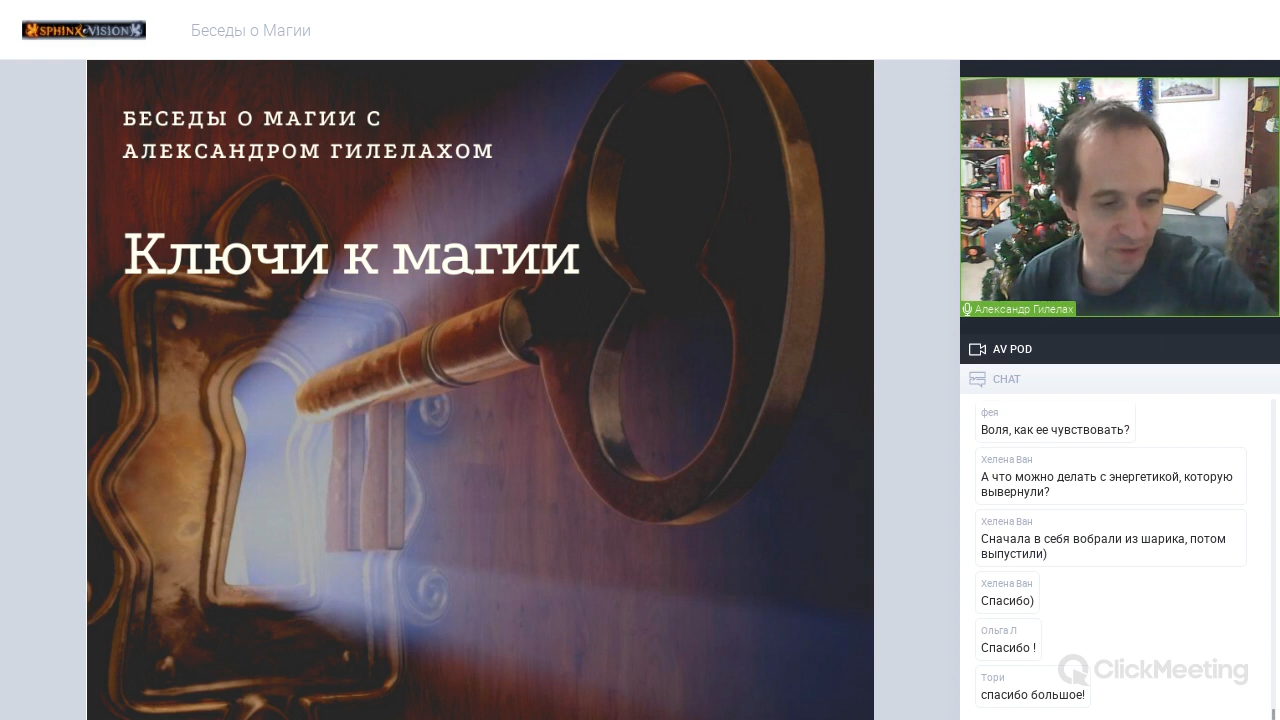 SPHINX VISION
Беседы о Магии
БЕСЕДЫ О МАГИИ С
АЛЕКСАНДРОМ ГИЛЕЛАХОМ
Ключи к магии
Александр Гилелах
AV POD
CHAT
фея
Воля, как ее чувствовать?
Хелена Ван
А что можно делать с энергетикой, которую
вывернули?
Хелена Ван
Сначала в себя вобрали из шарика, потом
выпустили)
Хелена Ван
Спасибо)
Ольга Л
Спасибо !
Тори
спасибо большое!
ClickMeeting